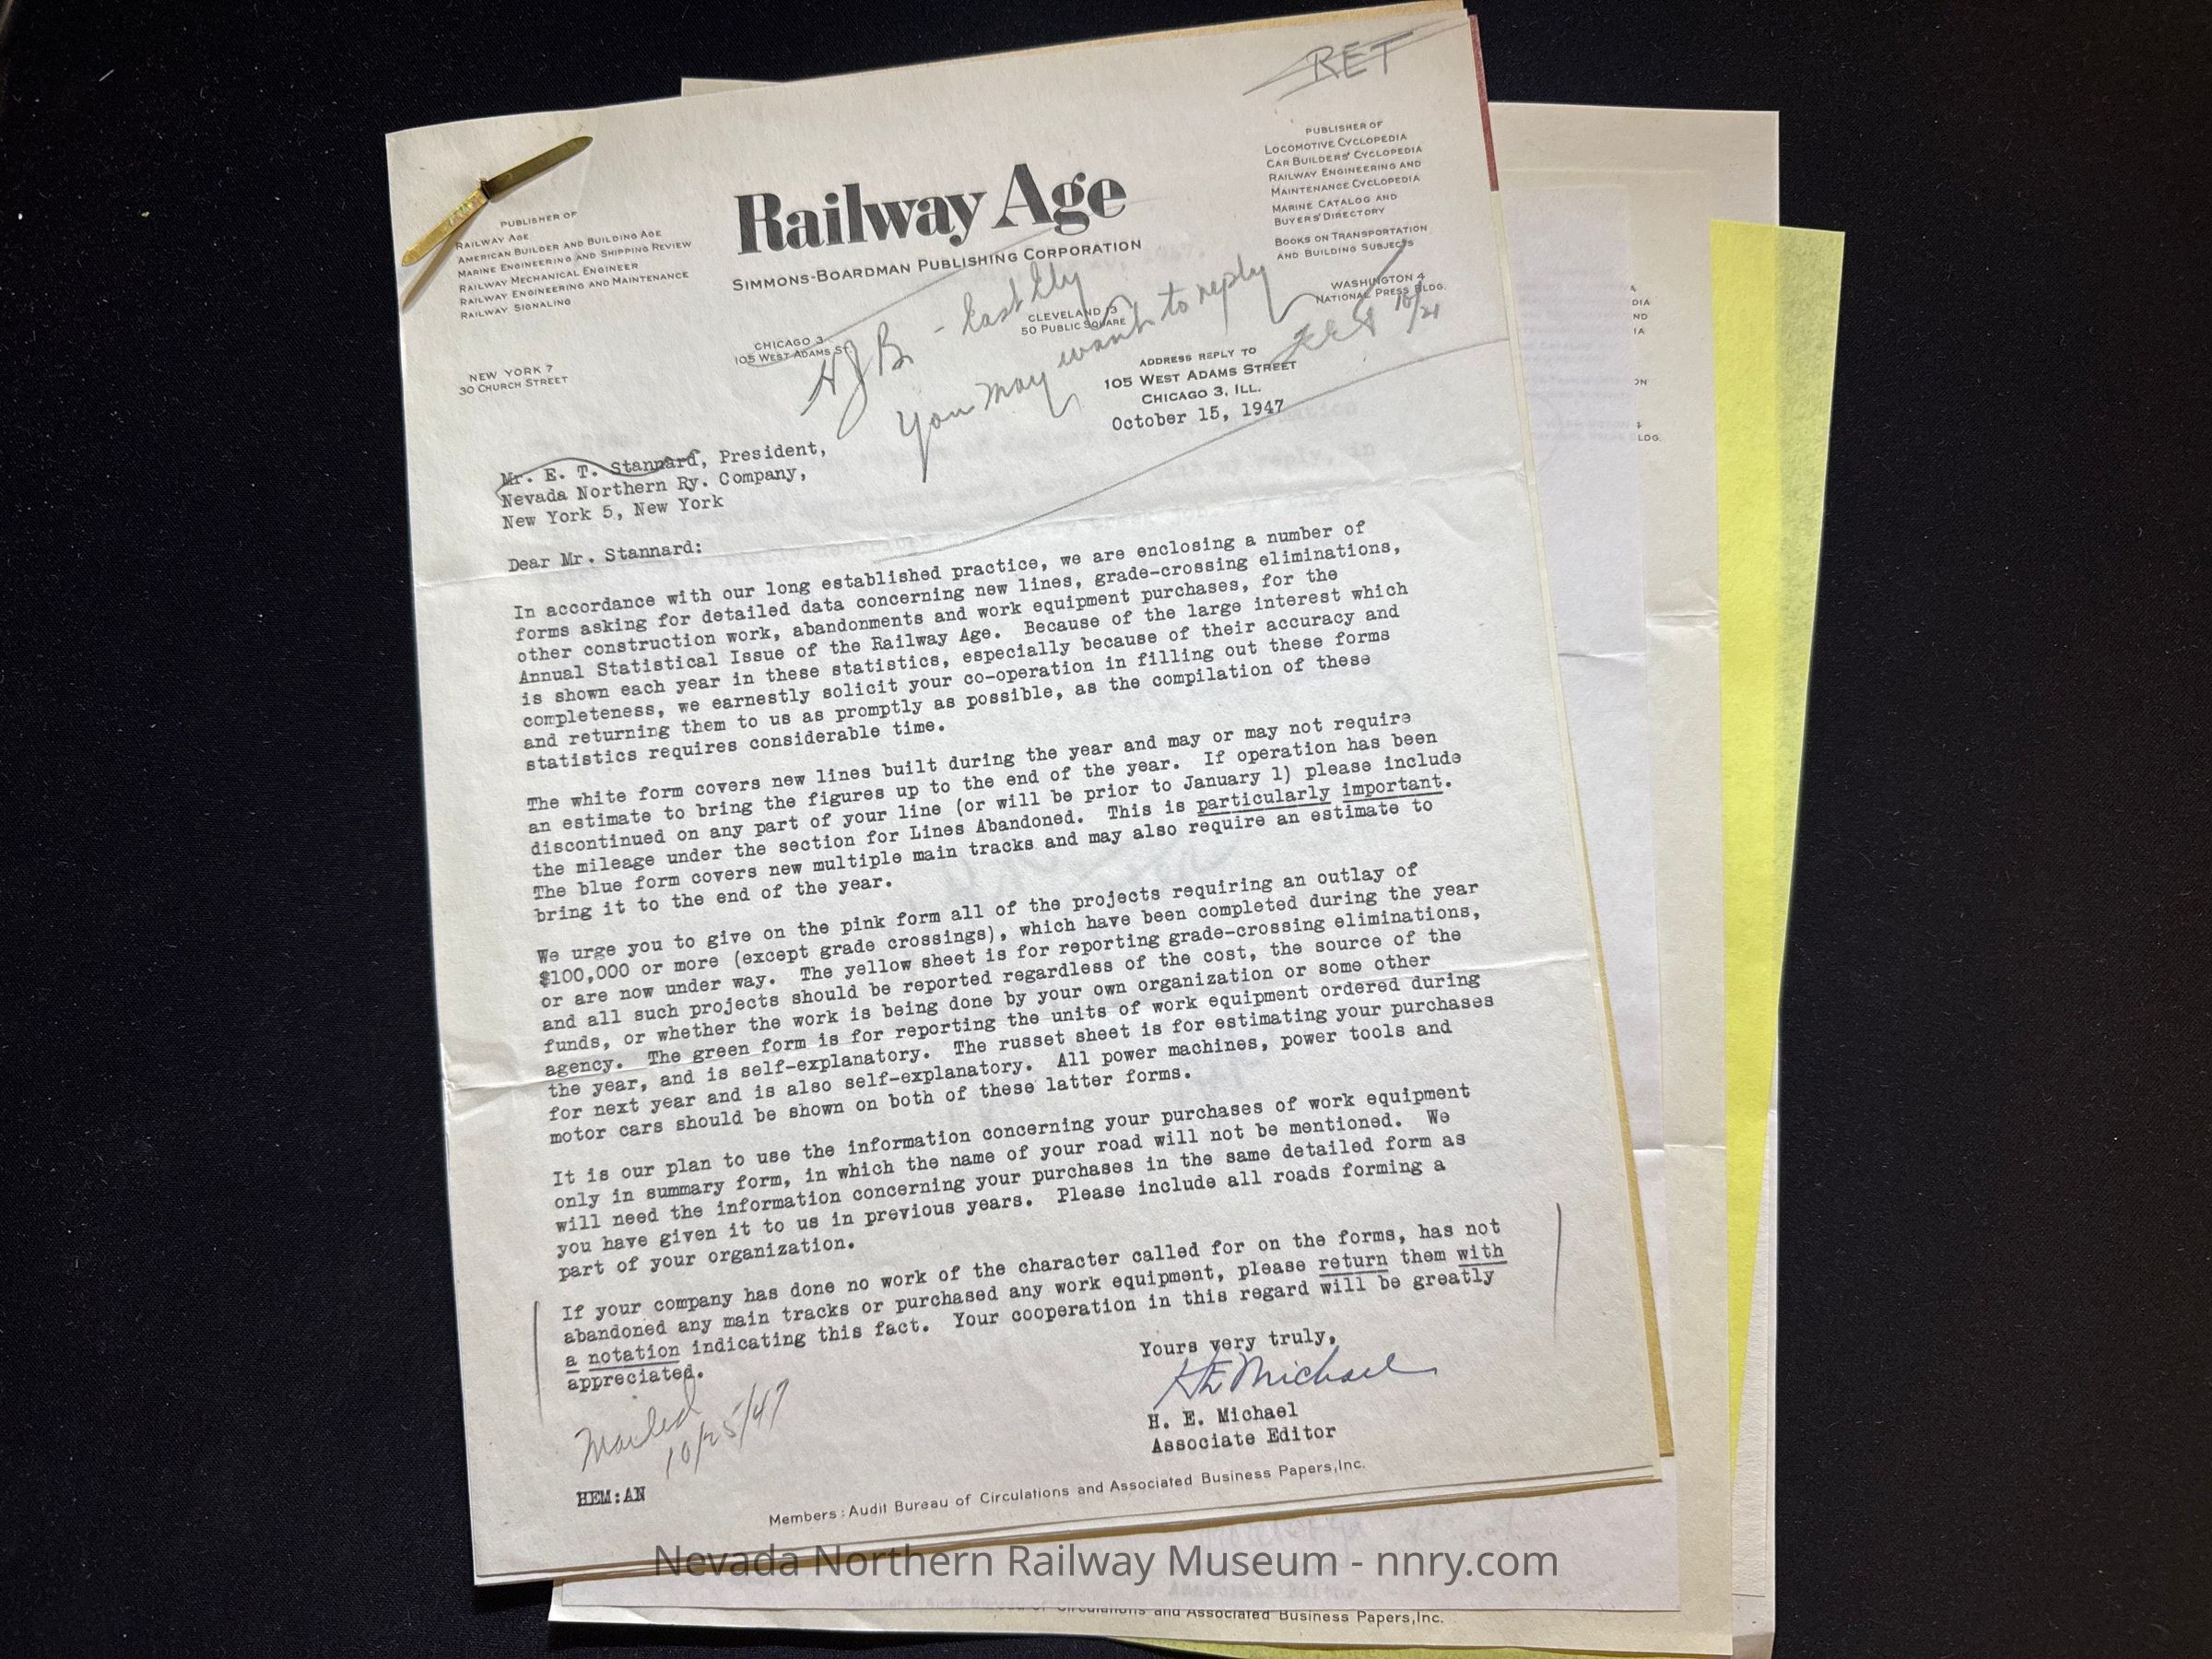 RET
PUBLISHER OF
RAILWAY AGE
AMERICAN BUILDER AND BUILDING AGE
MARINE ENGINEERING AND SHIPPING REVIEW
RAILWAY MECHANICAL ENGINEER
RAILWAY ENGINEERING AND MAINTENANCE
RAILWAY SIGNALING
Railway Age
SIMMONS-BOARDMAN PUBLISHING CORPORATION
PUBLISHER OF
LOCOMOTIVE CYCLOPEDIA
CAR BUILDERS' CYCLOPEDIA
RAILWAY ENGINEERING AND
MAINTENANCE CYCLOPEDIA
MARINE CATALOG AND
BUYERS' DIRECTORY
BOOKS ON TRANSPORTATION
AND BUILDING SUBJECTS
NEW YORK 7
30 CHURCH STREET
CHICAGO 3
105 WEST ADAMS ST.
CLEVELAND 13
50 PUBLIC SQUARE
WASHINGTON 4
NATIONAL PRESS BLDG.
HJB - East Ely
You may want to reply
10/21
ADDRESS REPLY TO
105 WEST ADAMS STREET
CHICAGO 3, ILL.
October 15, 1947
Mr. E. T. Stannard, President,
Nevada Northern Ry. Company,
New York 5, New York
Dear Mr. Stannard:
In accordance with our long established practice, we are enclosing a number of
forms asking for detailed data concerning new lines, grade-crossing eliminations,
other construction work, abandonments and work equipment purchases, for the
Annual Statistical Issue of the Railway Age. Because of the large interest which
is shown each year in these statistics, especially because of their accuracy and
completeness, we earnestly solicit your co-operation in filling out these forms
and returning them to us as promptly as possible, as the compilation of these
statistics requires considerable time.
The white form covers new lines built during the year and may or may not require
an estimate to bring the figures up to the end of the year. If operation has been
discontinued on any part of your line (or will be prior to January 1) please include
the mileage under the section for Lines Abandoned. This is particularly important.
The blue form covers new multiple main tracks and may also require an estimate to
bring it to the end of the year.
We urge you to give on the pink form all of the projects requiring an outlay of
$100,000 or more (except grade crossings), which have been completed during the year
or are now under way. The yellow sheet is for reporting grade-crossing eliminations,
and all such projects should be reported regardless of the cost, the source of the
funds, or whether the work is being done by your own organization or some other
agency. The green form is for reporting the units of work equipment ordered during
the year, and is self-explanatory. The russet sheet is for estimating your purchases
for next year and is also self-explanatory. All power machines, power tools and
motor cars should be shown on both of these latter forms.
It is our plan to use the information concerning your purchases of work equipment
only in summary form, in which the name of your road will not be mentioned. We
will need the information concerning your purchases in the same detailed form as
you have given it to us in previous years. Please include all roads forming a
part of your organization.
If your company has done no work of the character called for on the forms, has not
abandoned any main tracks or purchased any work equipment, please return them with
a notation indicating this fact. Your cooperation in this regard will be greatly
appreciated.
Yours very truly,
HE Michael
H. E. Michael
Associate Editor
Mailed
10/25/47
HEM:AN
Members: Audit Bureau of Circulations and Associated Business Papers, Inc.
Nevada Northern Railway Museum - nnry.com
of Circulations and Associated Business Papers, Inc.
DIA
ND
IA
ON
LDG.